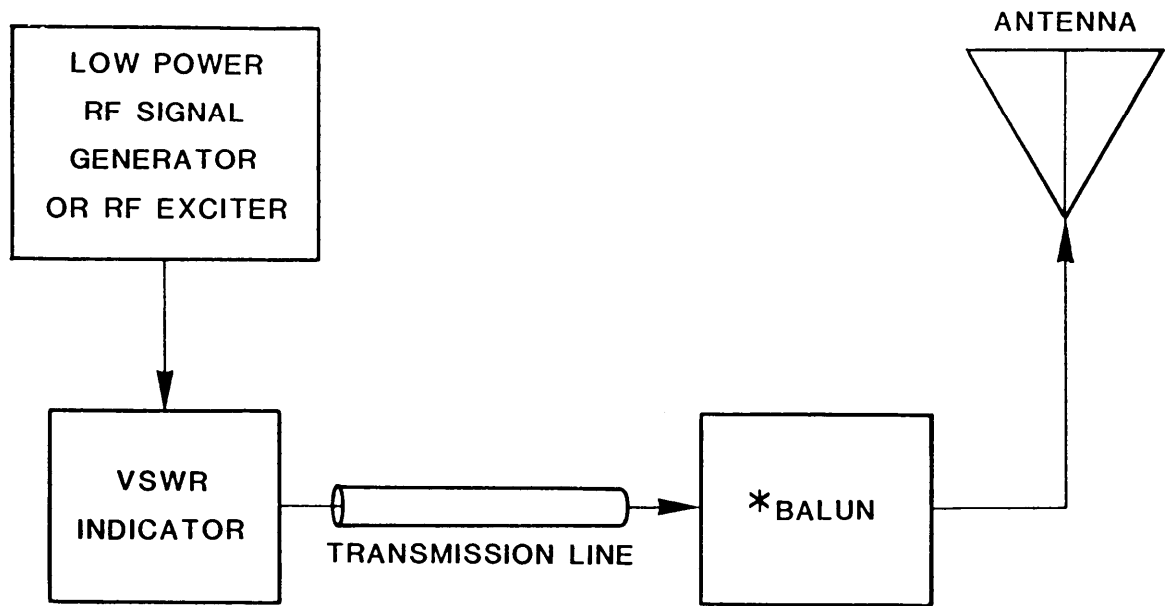 LOW POWER
RF SIGNAL
GENERATOR
OR RF EXCITER
ANTENNA
VSWR
INDICATOR
TRANSMISSION LINE
*BALUN